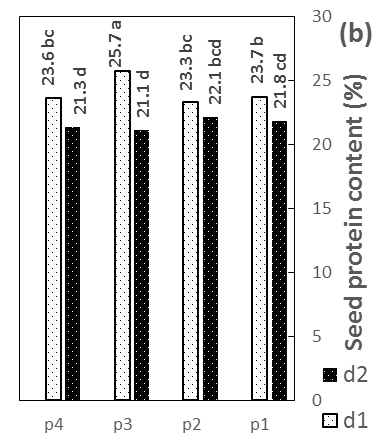 (b)
23.6 bc
21.3 d
25.7 a
21.1 d
23.3 bc
22.1 bcd
23.7 b
21.8 cd
30
25
20
15
10
5
0
Seed protein content (%)
d2
d1
p4 p3 p2 p1